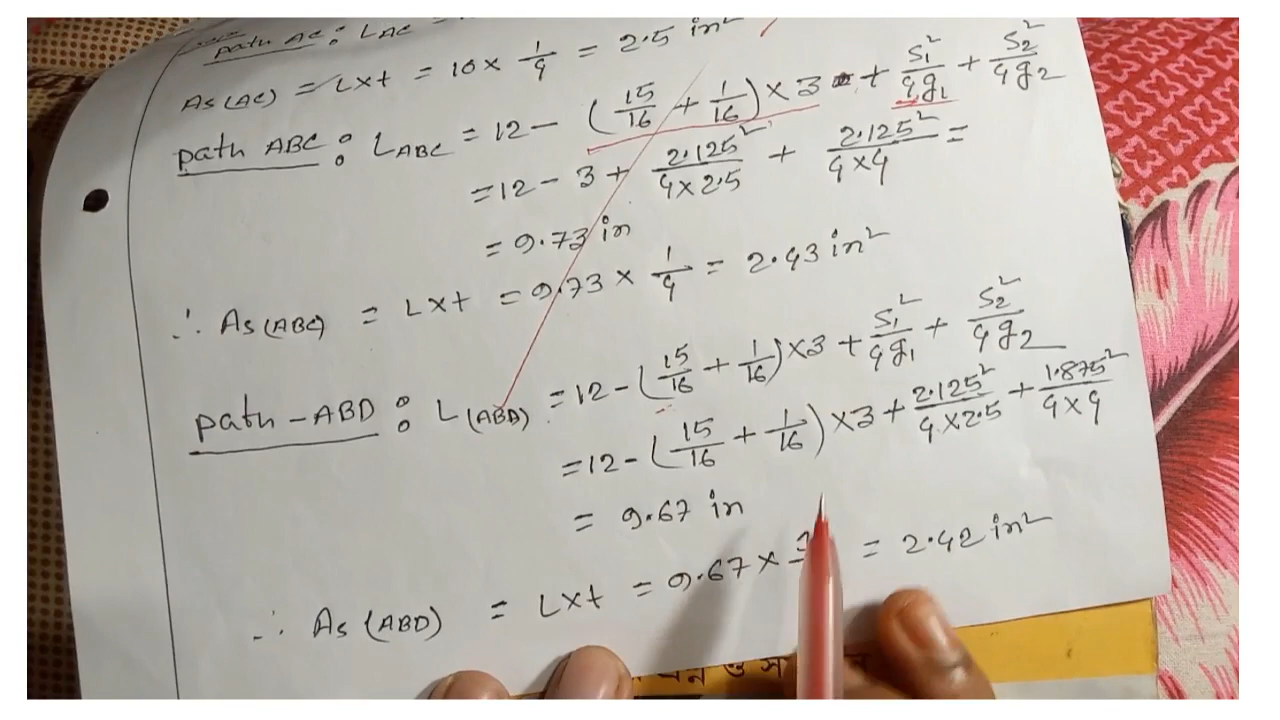 path AC : LAC =
As(AC) = L×t = 10 × 1/4 = 2.5 in²
path ABC : LABC = 12 - (15/16 + 1/16) × 3 + S₁²/4g₁ + S₂²/4g₂
= 12 - 3 + 2.125²/4×2.5 + 2.125²/4×4 =
= 9.73 in
∴ As(ABC) = L×t = 9.73 × 1/4 = 2.43 in²
path - ABD : L(ABD) = 12 - (15/16 + 1/16) × 3 + S₁²/4g₁ + S₂²/4g₂
= 12 - (15/16 + 1/16) × 3 + 2.125²/4×2.5 + 1.875²/4×4
= 9.67 in
∴ As(ABD) = L×t = 9.67 × = 2.42 in²